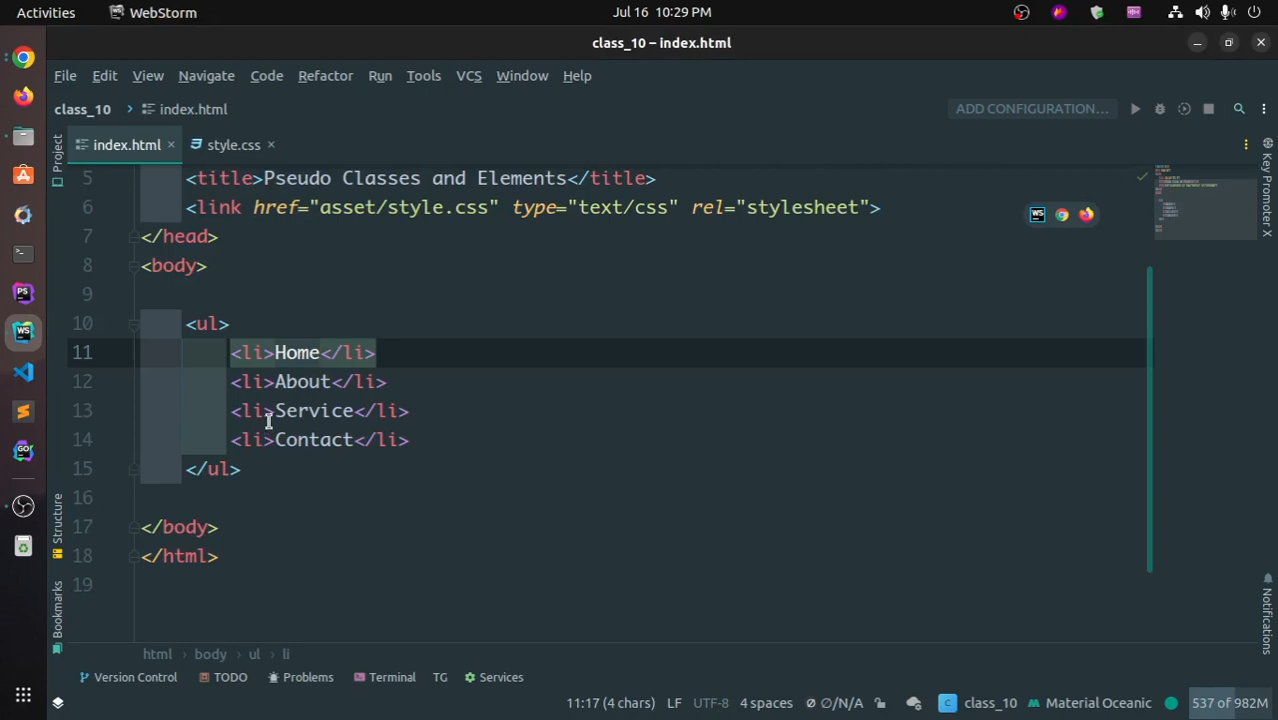 Activities WebStorm Jul 16 10:29 PM
class_10 – index.html
File Edit View Navigate Code Refactor Run Tools VCS Window Help
class_10 index.html ADD CONFIGURATION...
index.html style.css
Project
Key Promoter X
5 <title>Pseudo Classes and Elements</title>
6 <link href="asset/style.css" type="text/css" rel="stylesheet">
7 </head>
8 <body>
9
10 <ul>
11 <li>Home</li>
12 <li>About</li>
13 <li>Service</li>
14 <li>Contact</li>
15 </ul>
16
17 </body>
18 </html>
19
Structure
Bookmarks
Notifications
html body ul li
Version Control TODO Problems Terminal TG Services
11:17 (4 chars) LF UTF-8 4 spaces ∅/N/A C class_10 Material Oceanic 537 of 982M